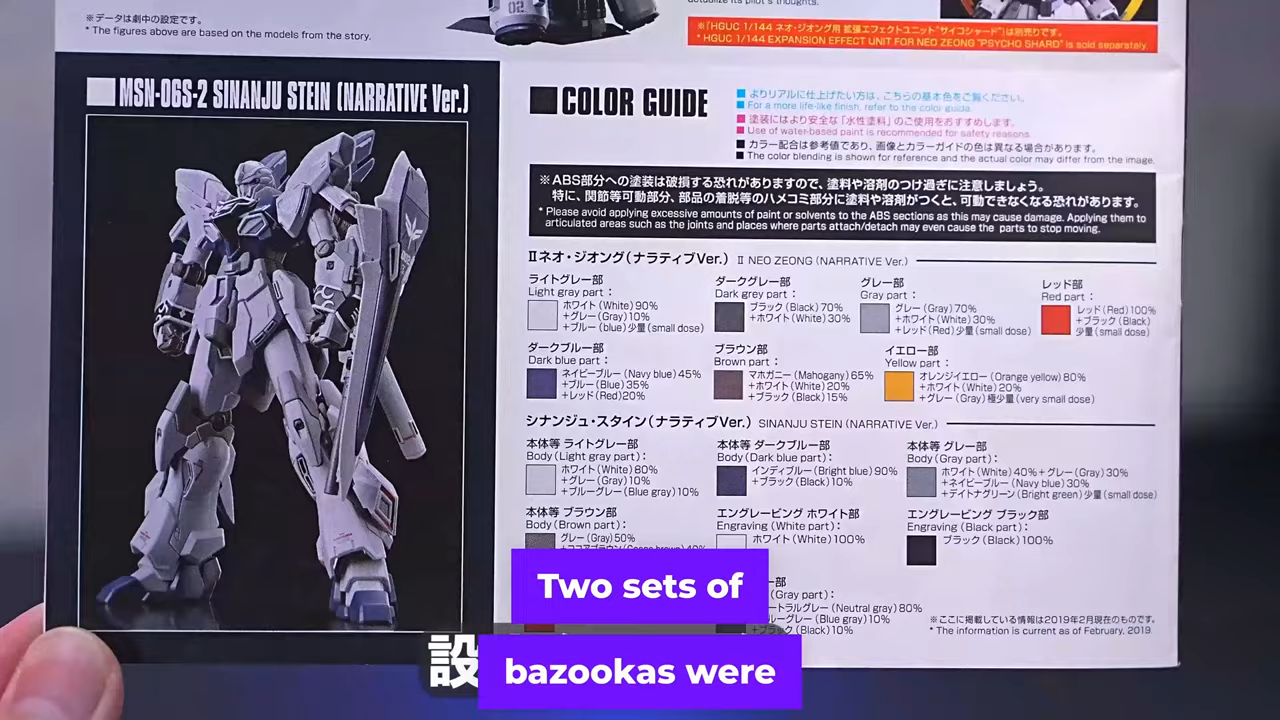 ※データは劇中の設定です。
* The figures above are based on the models from the story.
02
※「HGUC 1/144 ネオ・ジオング用 拡張エフェクトユニット“サイコシャード”」は別売りです。
* HGUC 1/144 EXPANSION EFFECT UNIT FOR NEO ZEONG "PSYCHO SHARD" is sold separately.
MSN-06S-2 SINANJU STEIN (NARRATIVE Ver.)
COLOR GUIDE
■よりリアルに仕上げたい方は、こちらの基本色をご覧ください。
■For a more life-like finish, refer to the color guide.
■塗装にはより安全な「水性塗料」のご使用をおすすめします。
■Use of water-based paint is recommended for safety reasons.
■カラー配合は参考値であり、画像とカラーガイドの色は異なる場合があります。
■The color blending is shown for reference and the actual color may differ from the image.
※ABS部分への塗装は破損する恐れがありますので、塗料や溶剤のつけ過ぎに注意しましょう。
特に、関節等可動部分、部品の着脱等のハメコミ部分に塗料や溶剤がつくと、可動できなくなる恐れがあります。
* Please avoid applying excessive amounts of paint or solvents to the ABS sections as this may cause damage. Applying them to
articulated areas such as the joints and places where parts attach/detach may even cause the parts to stop moving.
Ⅱネオ・ジオング(ナラティブVer.) Ⅱ NEO ZEONG (NARRATIVE Ver.)
ライトグレー部
Light gray part：
ホワイト(White) 90%
+グレー(Gray) 10%
+ブルー(blue) 少量(small dose)
ダークグレー部
Dark grey part：
ブラック(Black) 70%
+ホワイト(White) 30%
グレー部
Gray part：
グレー(Gray) 70%
+ホワイト(White) 30%
+レッド(Red) 少量(small dose)
レッド部
Red part：
レッド(Red) 100%
+ブラック(Black)
少量(small dose)
ダークブルー部
Dark blue part：
ネイビーブルー(Navy blue) 45%
+ブルー(Blue) 35%
+レッド(Red) 20%
ブラウン部
Brown part：
マホガニー(Mahogany) 65%
+ホワイト(White) 20%
+ブラック(Black) 15%
イエロー部
Yellow part：
オレンジイエロー(Orange yellow) 80%
+ホワイト(White) 20%
+グレー(Gray) 極少量(very small dose)
シナンジュ・スタイン(ナラティブVer.) SINANJU STEIN (NARRATIVE Ver.)
本体等 ライトグレー部
Body (Light gray part)：
ホワイト(White) 80%
+グレー(Gray) 10%
+ブルーグレー(Blue gray) 10%
本体等 ダークブルー部
Body (Dark blue part)：
インディブルー(Bright blue) 90%
+ブラック(Black) 10%
本体等 グレー部
Body (Gray part)：
ホワイト(White) 40%+グレー(Gray) 30%
+ネイビーブルー(Navy blue) 30%
+デイトナグリーン(Bright green) 少量(small dose)
本体等 ブラウン部
Body (Brown part)：
グレー(Gray) 50%
エングレービング ホワイト部
Engraving (White part)：
ホワイト(White) 100%
エングレービング ブラック部
Engraving (Black part)：
ブラック(Black) 100%
部
(Gray part)：
ートラルグレー(Neutral gray) 80%
ルーグレー(Blue gray) 10%
+ブラック(Black) 10%
※ここに掲載している情報は2019年2月現在のものです。
* The information is current as of February, 2019.
Two sets of
設
bazookas were